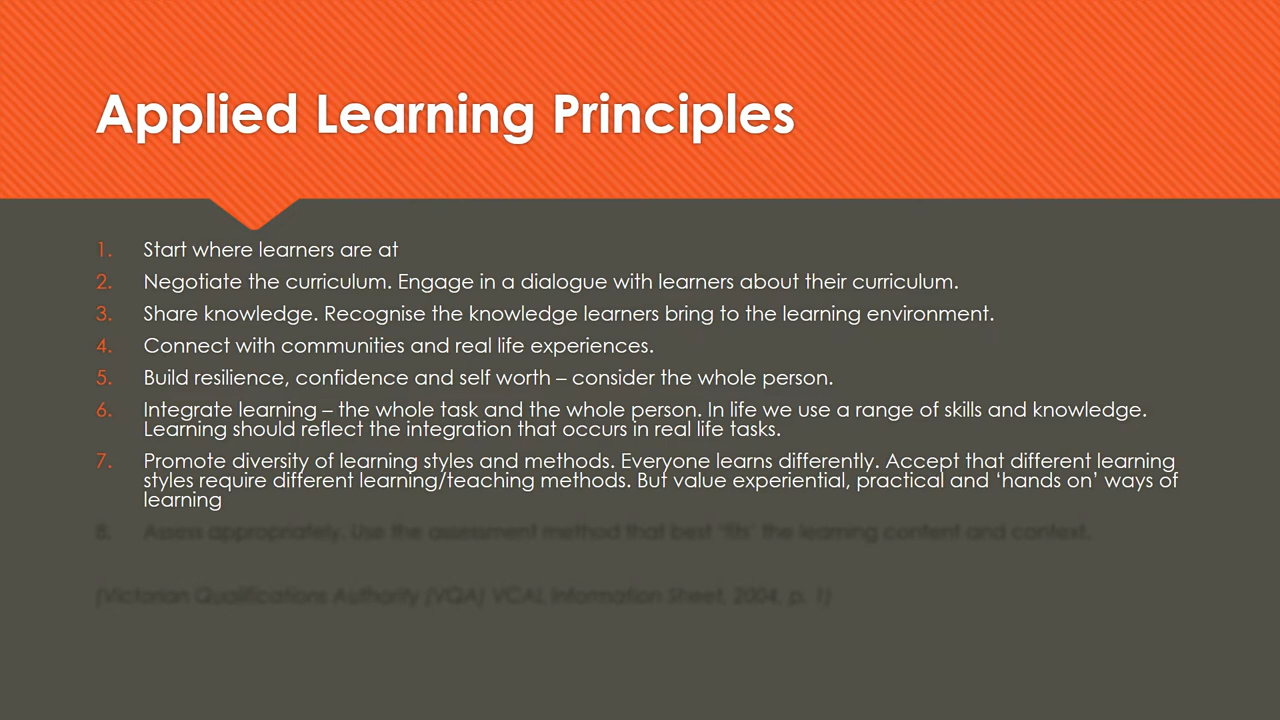 Applied Learning Principles
1. Start where learners are at
2. Negotiate the curriculum. Engage in a dialogue with learners about their curriculum.
3. Share knowledge. Recognise the knowledge learners bring to the learning environment.
4. Connect with communities and real life experiences.
5. Build resilience, confidence and self worth – consider the whole person.
6. Integrate learning – the whole task and the whole person. In life we use a range of skills and knowledge.
Learning should reflect the integration that occurs in real life tasks.
7. Promote diversity of learning styles and methods. Everyone learns differently. Accept that different learning
styles require different learning/teaching methods. But value experiential, practical and ‘hands on’ ways of
learning
8. Assess appropriately. Use the assessment method that best ‘fits’ the learning content and context.
(Victorian Qualifications Authority (VQA) VCAL Information Sheet, 2004, p. 1)